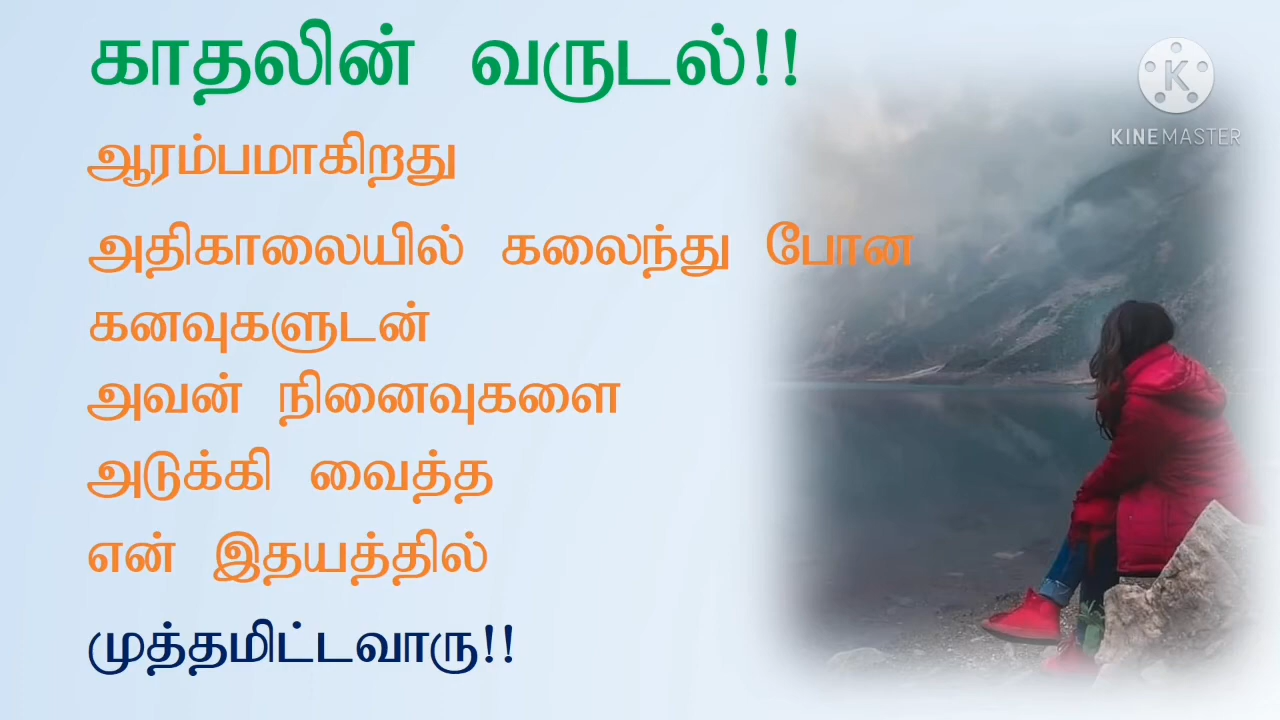 காதலின் வருடல்!!
ஆரம்பமாகிறது
அதிகாலையில் கலைந்து போன
கனவுகளுடன்
அவன் நினைவுகளை
அடுக்கி வைத்த
என் இதயத்தில்
முத்தமிட்டவாரு!!
K
KINEMASTER